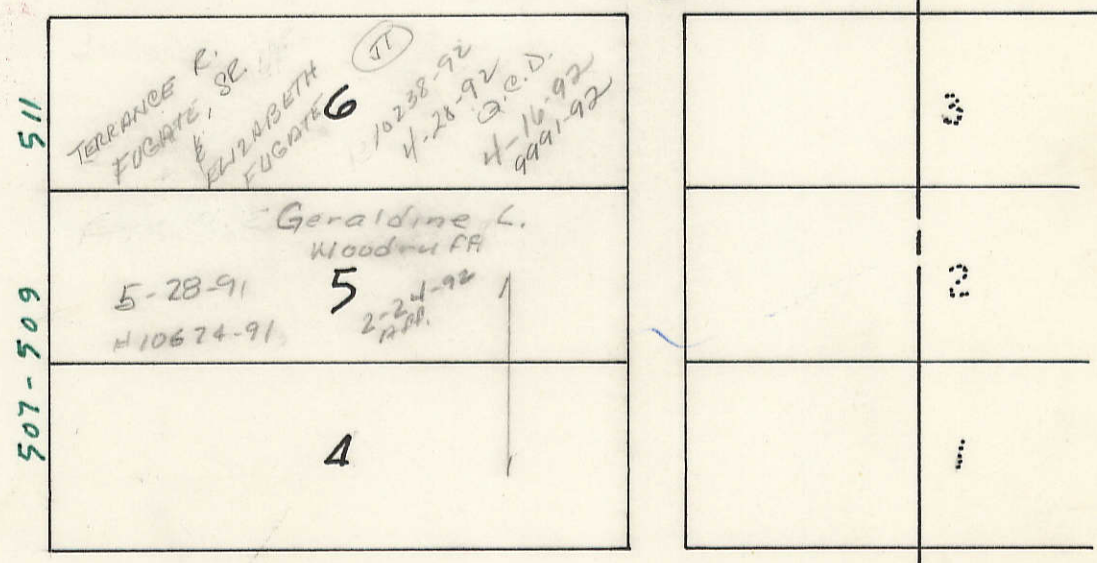 511
TERRANCE R.
FUGATE, SR
&
ELIZABETH
FUGATE
6
JT
10238-92
4-28-92
Q.C.D.
4-16-92
9991-92
3
507-509
Geraldine L.
Woodruff
5-28-91
#10674-91
5
2-24-92
APP.
2
4
1